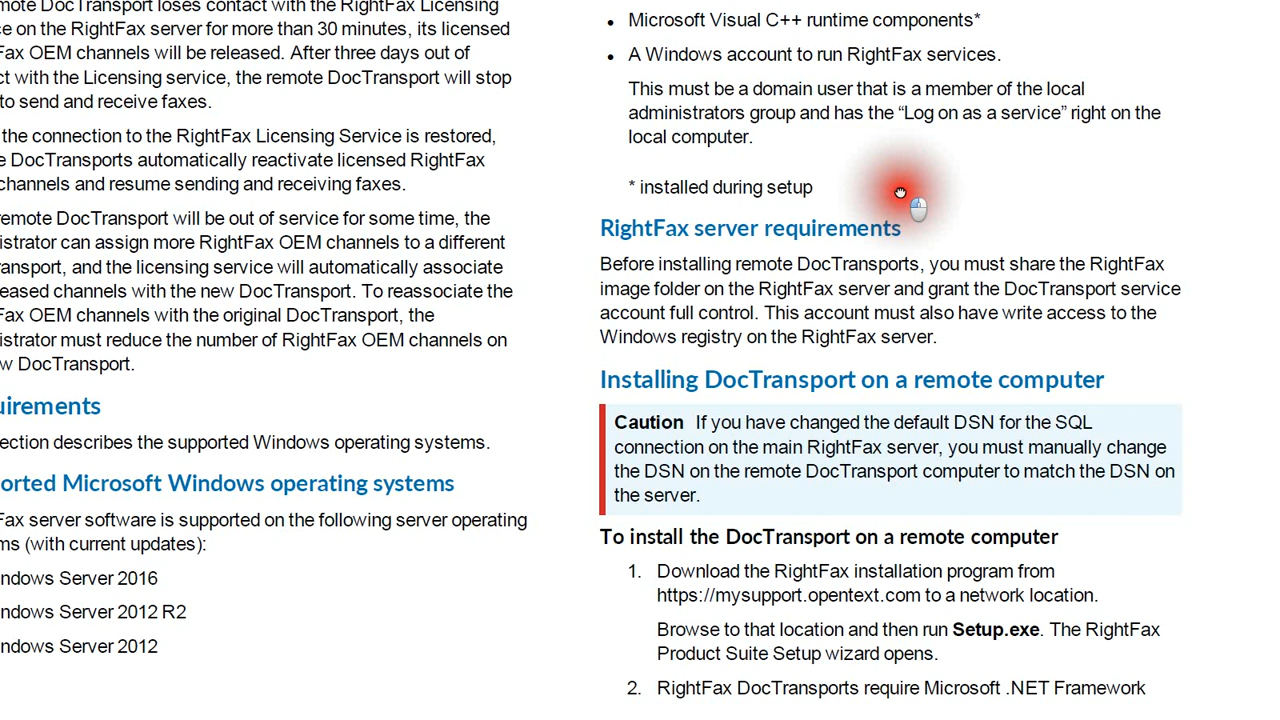 mote DocTransport loses contact with the RightFax Licensing
ce on the RightFax server for more than 30 minutes, its licensed
Fax OEM channels will be released. After three days out of
ct with the Licensing service, the remote DocTransport will stop
to send and receive faxes.
the connection to the RightFax Licensing Service is restored,
e DocTransports automatically reactivate licensed RightFax
channels and resume sending and receiving faxes.
remote DocTransport will be out of service for some time, the
istrator can assign more RightFax OEM channels to a different
ransport, and the licensing service will automatically associate
eased channels with the new DocTransport. To reassociate the
Fax OEM channels with the original DocTransport, the
istrator must reduce the number of RightFax OEM channels on
w DocTransport.
uirements
ection describes the supported Windows operating systems.
orted Microsoft Windows operating systems
Fax server software is supported on the following server operating
ms (with current updates):
ndows Server 2016
ndows Server 2012 R2
ndows Server 2012
• Microsoft Visual C++ runtime components*
• A Windows account to run RightFax services.
This must be a domain user that is a member of the local
administrators group and has the “Log on as a service” right on the
local computer.
* installed during setup
RightFax server requirements
Before installing remote DocTransports, you must share the RightFax
image folder on the RightFax server and grant the DocTransport service
account full control. This account must also have write access to the
Windows registry on the RightFax server.
Installing DocTransport on a remote computer
Caution If you have changed the default DSN for the SQL
connection on the main RightFax server, you must manually change
the DSN on the remote DocTransport computer to match the DSN on
the server.
To install the DocTransport on a remote computer
1. Download the RightFax installation program from
https://mysupport.opentext.com to a network location.
Browse to that location and then run Setup.exe. The RightFax
Product Suite Setup wizard opens.
2. RightFax DocTransports require Microsoft .NET Framework